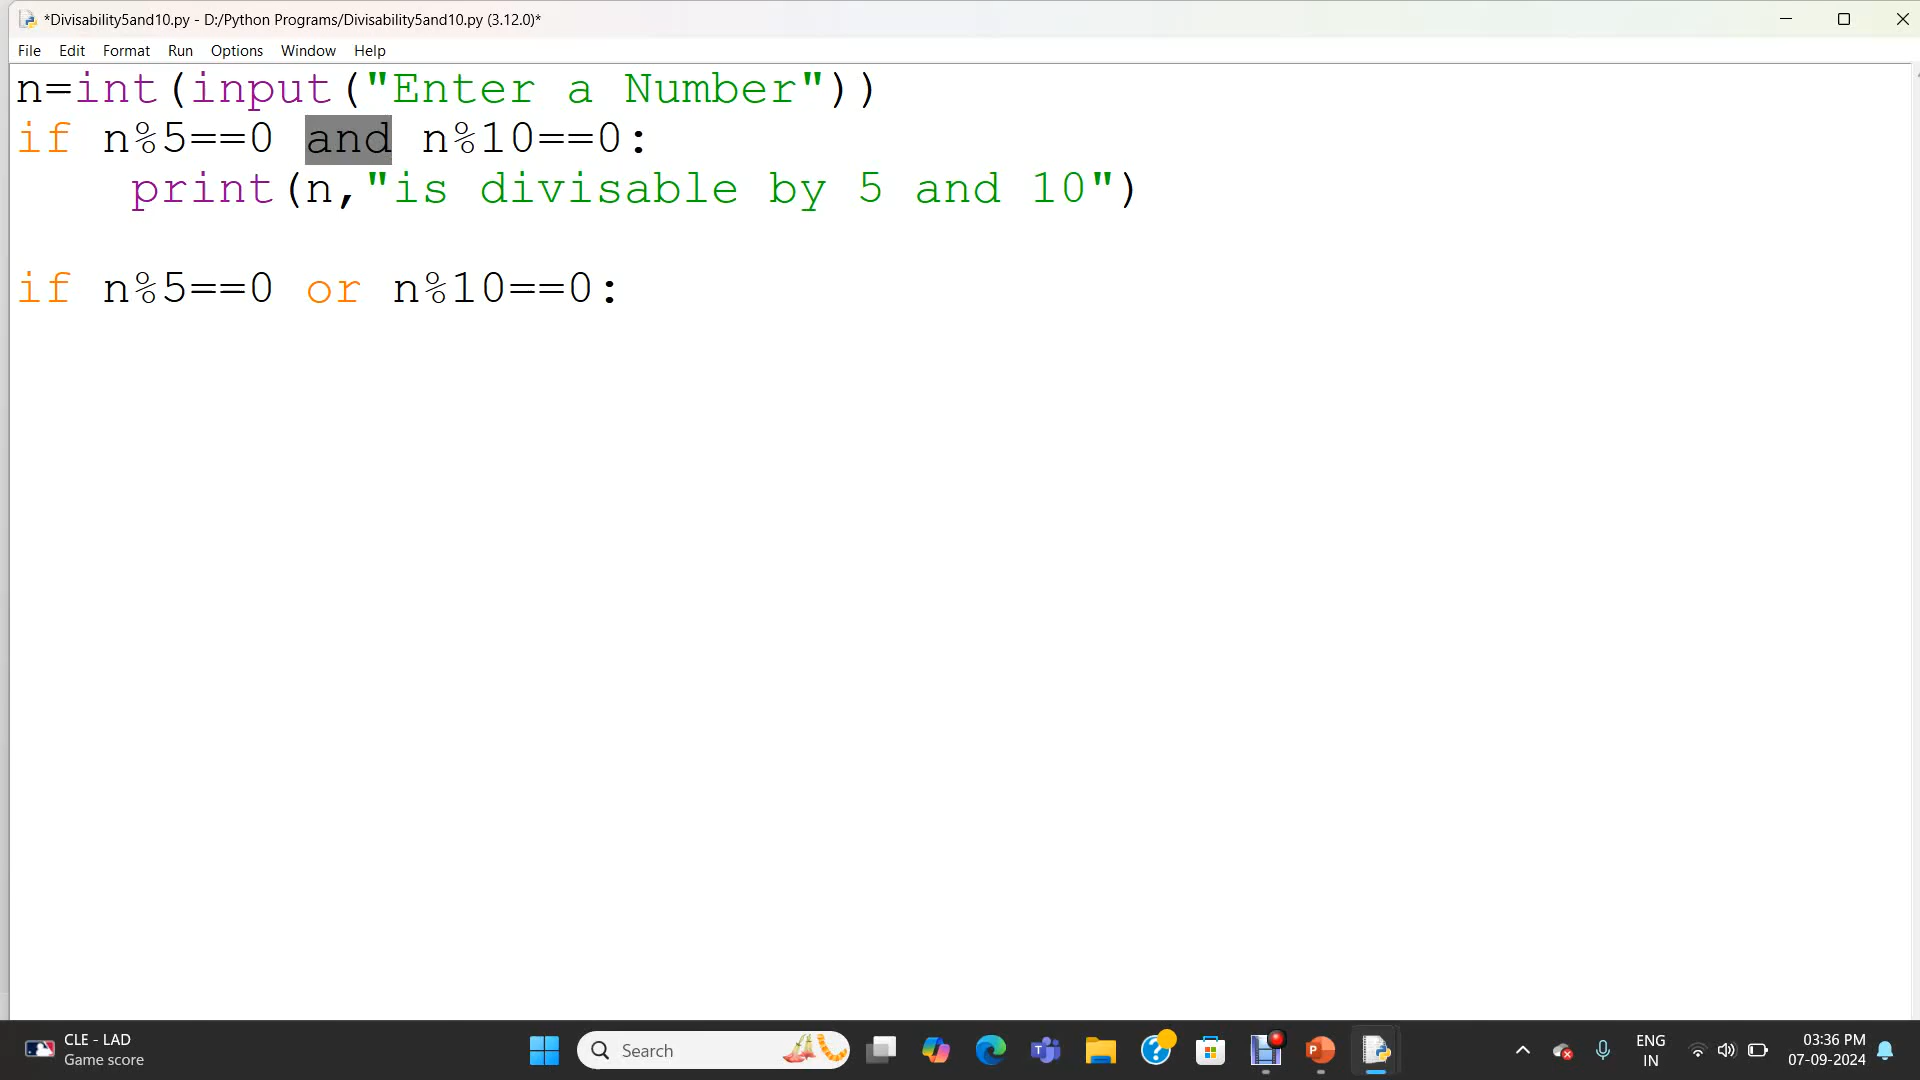 *Divisability5and10.py - D:/Python Programs/Divisability5and10.py (3.12.0)*
File Edit Format Run Options Window Help
n=int(input("Enter a Number"))
if n%5==0 and n%10==0:
    print(n,"is divisable by 5 and 10")
if n%5==0 or n%10==0:
CLE - LAD
Game score
Search
ENG
IN
03:36 PM
07-09-2024